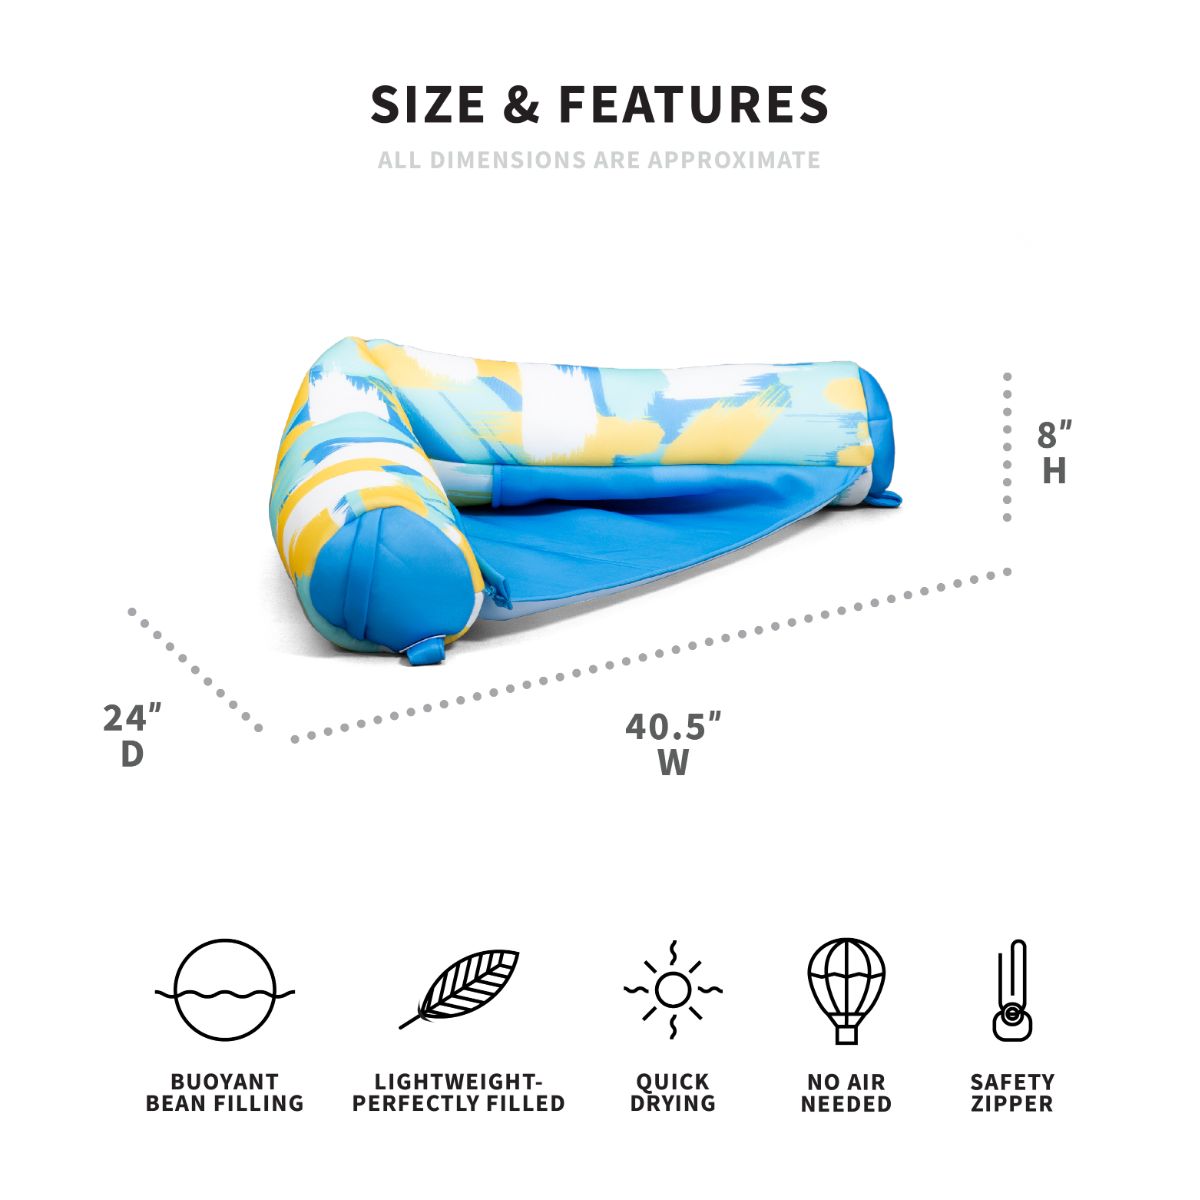 SIZE & FEATURES
ALL DIMENSIONS ARE APPROXIMATE
8"
H
24"
D
40.5"
W
BUOYANT
BEAN FILLING
LIGHTWEIGHT-
PERFECTLY FILLED
QUICK
DRYING
NO AIR
NEEDED
SAFETY
ZIPPER